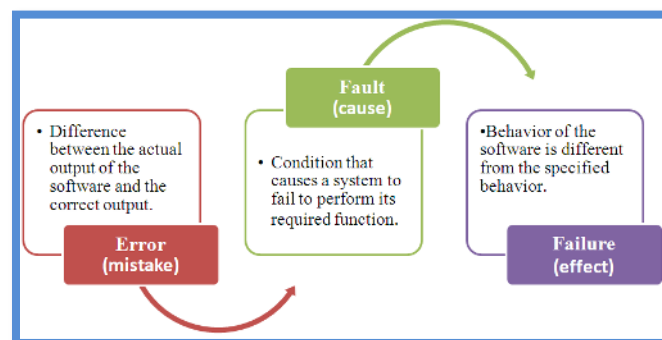 • Difference
between the actual
output of the
software and the
correct output.
Error
(mistake)
Fault
(cause)
• Condition that
causes a system to
fail to perform its
required function.
•Behavior of the
software is different
from the specified
behavior.
Failure
(effect)